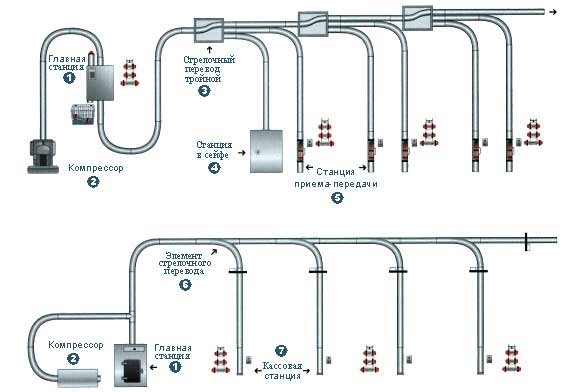 Главная
станция
1
Компрессор
2
Стрелочный
перевод
тройной
3
Станция
в сейфе
4
Станция
приема-передачи
5
Элемент
стрелочного
перевода
6
Компрессор
2
Главная
станция
1
7
Кассовая
станция